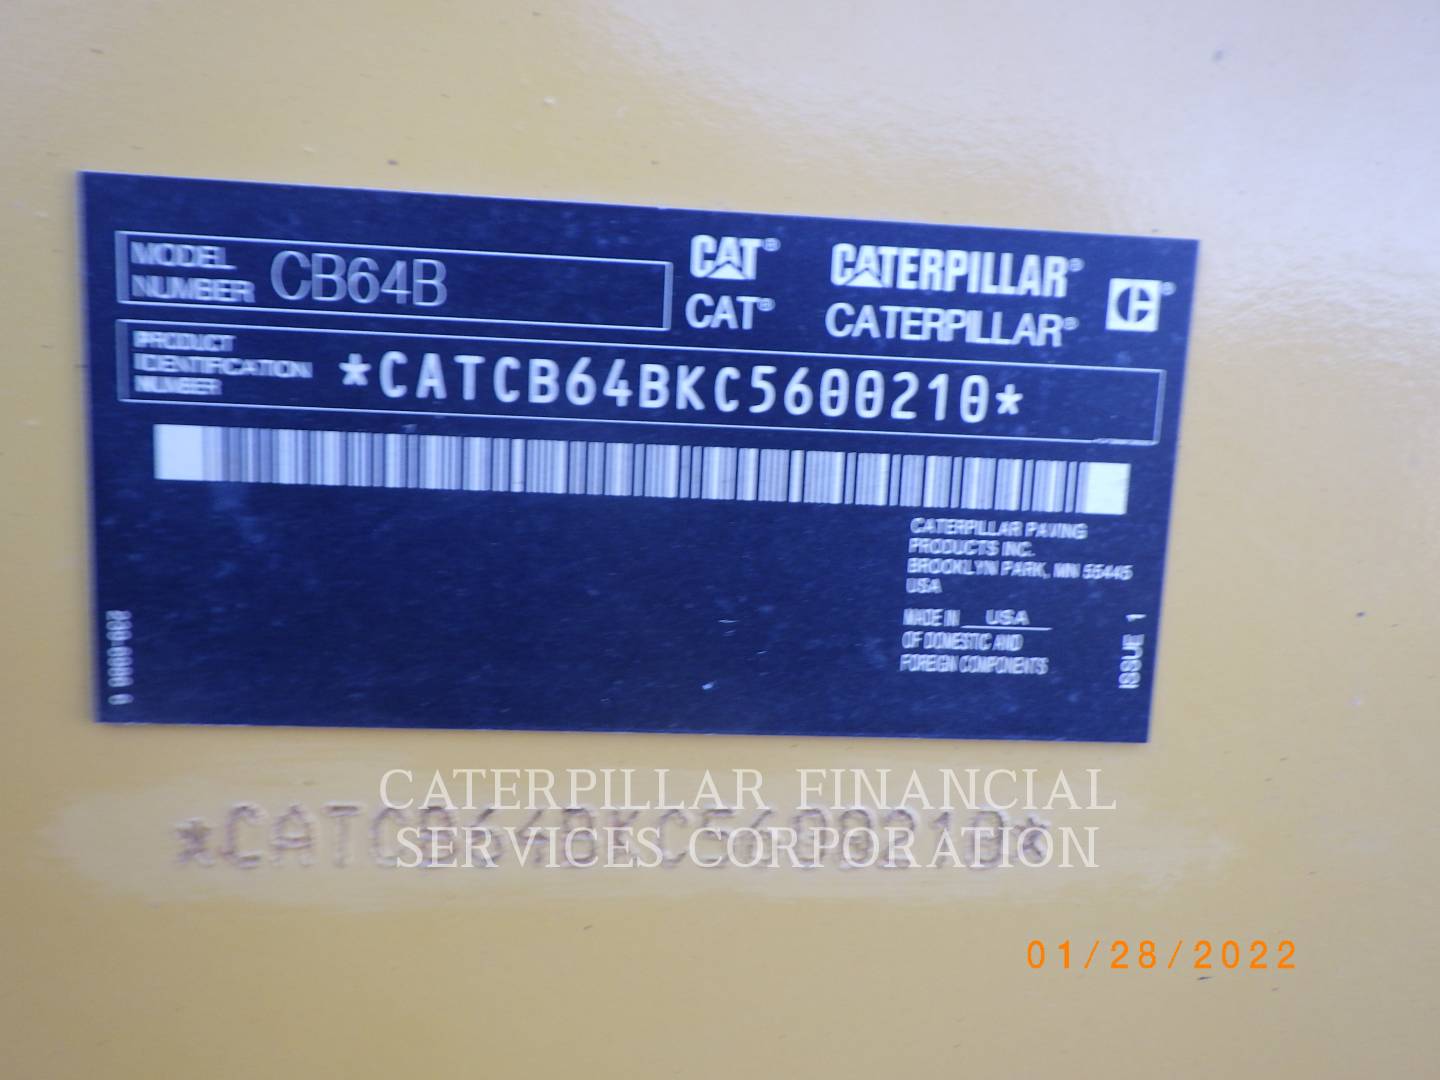 MODEL NUMBER CB64B
CAT® CATERPILLAR®
CAT® CATERPILLAR®
PRODUCT IDENTIFICATION NUMBER
*CATCB64BKC5600210*
CATERPILLAR PAVING
PRODUCTS INC.
BROOKLYN PARK, MN 55445
USA
MADE IN USA
OF DOMESTIC AND
FOREIGN COMPONENTS
ISSUE 1
CATERPILLAR FINANCIAL
SERVICES CORPORATION
*CATCB64BKC5600210*
01/28/2022